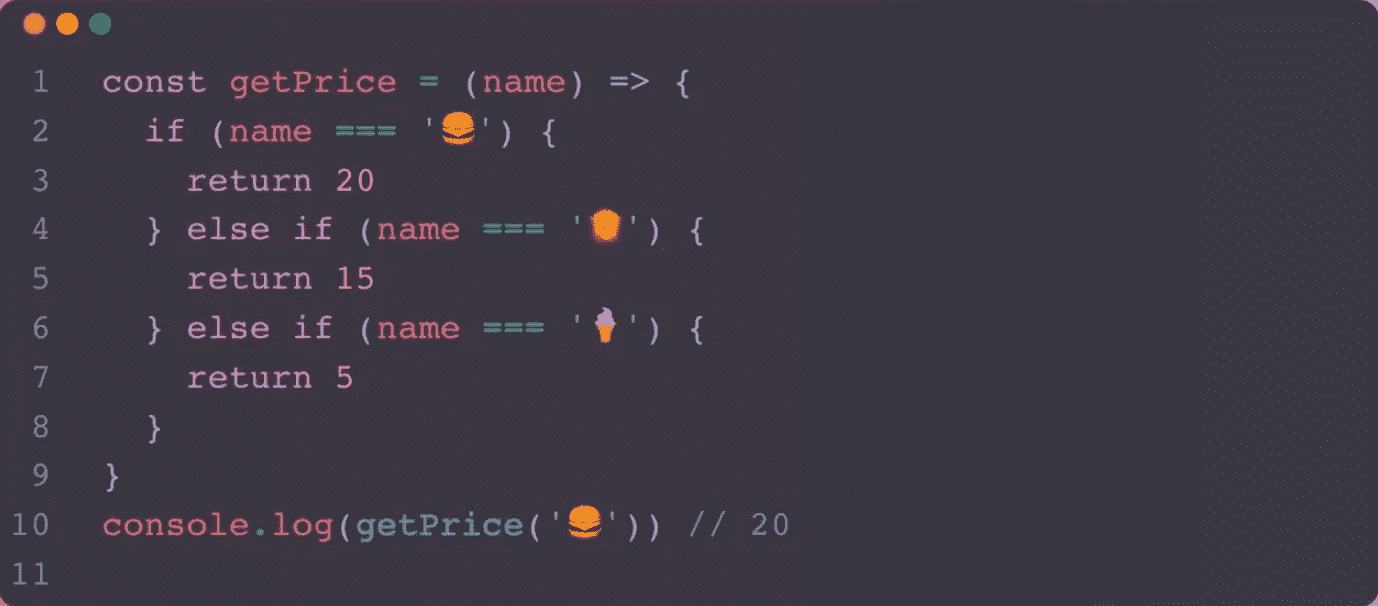 1 const getPrice = (name) => {
2 if (name === '🍔') {
3 return 20
4 } else if (name === '🍿') {
5 return 15
6 } else if (name === '🍦') {
7 return 5
8 }
9 }
10 console.log(getPrice('🍔')) // 20
11